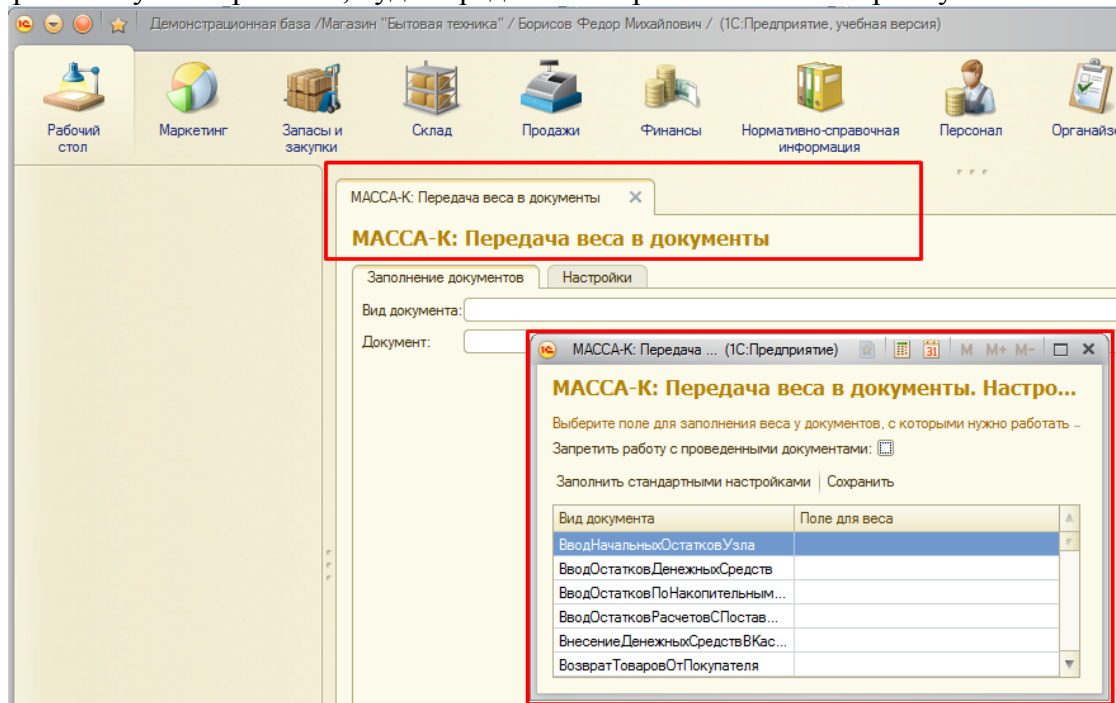 Демонстрационная база /Магазин "Бытовая техника" / Борисов Федор Михайлович / (1С:Предприятие, учебная версия)
Рабочий стол
Маркетинг
Запасы и закупки
Склад
Продажи
Финансы
Нормативно-справочная информация
Персонал
Органайз
МАССА-К: Передача веса в документы
МАССА-К: Передача веса в документы
Заполнение документов
Настройки
Вид документа:
Документ:
МАССА-К: Передача ... (1С:Предприятие)
31 M M+ M-
МАССА-К: Передача веса в документы. Настро...
Выберите поле для заполнения веса у документов, с которыми нужно работать -
Запретить работу с проведенными документами:
Заполнить стандартными настройками
Сохранить
Вид документа
Поле для веса
ВводНачальныхОстатковУзла
ВводОстатковДенежныхСредств
ВводОстатковПоНакопительным...
ВводОстатковРасчетовСПостав...
ВнесениеДенежныхСредствВКас...
ВозвратТоваровОтПокупателя